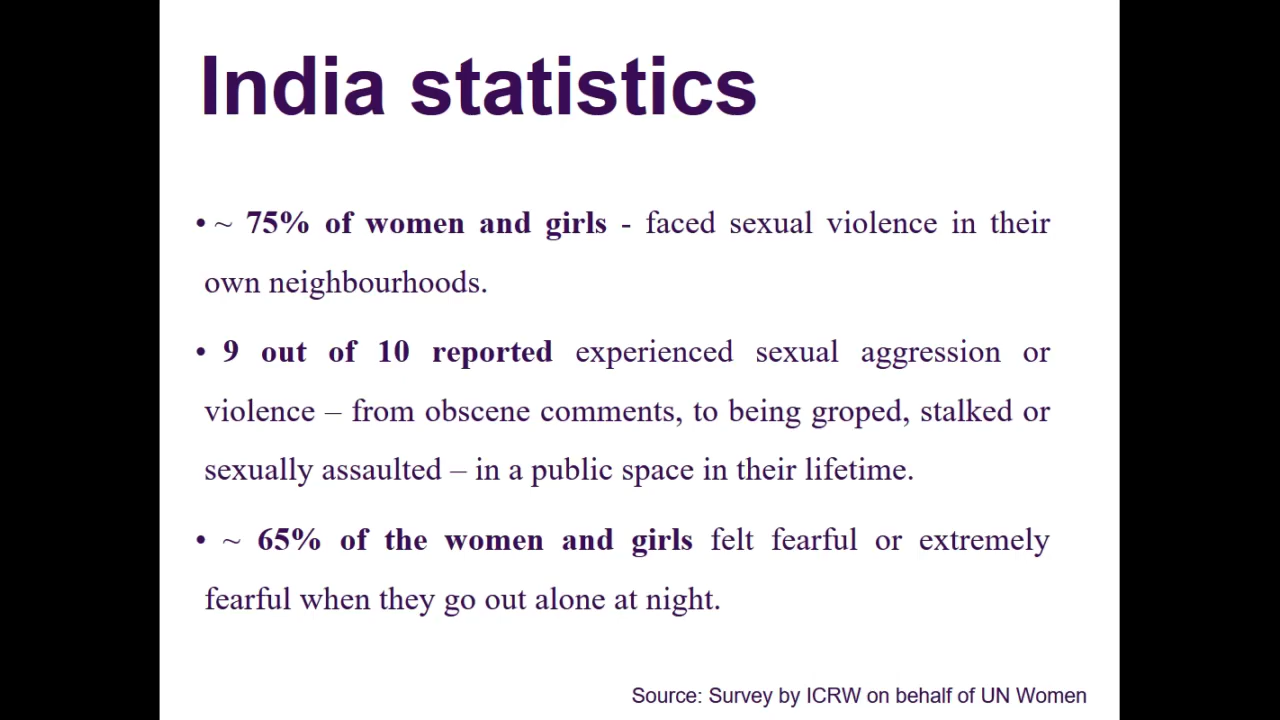 India statistics
• ~ 75% of women and girls - faced sexual violence in their
own neighbourhoods.
• 9 out of 10 reported experienced sexual aggression or
violence – from obscene comments, to being groped, stalked or
sexually assaulted – in a public space in their lifetime.
• ~ 65% of the women and girls felt fearful or extremely
fearful when they go out alone at night.
Source: Survey by ICRW on behalf of UN Women